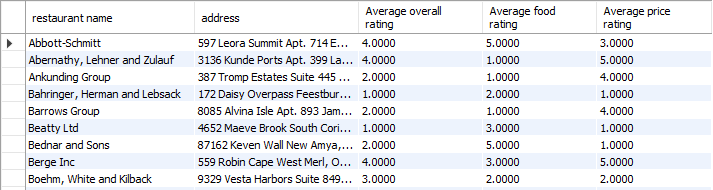 restaurant name address Average overall rating Average food rating Average price rating
Abbott-Schmitt 597 Leora Summit Apt. 714 E... 4.0000 5.0000 3.0000
Abernathy, Lehner and Zulauf 3136 Kunde Ports Apt. 399 La... 4.0000 1.0000 5.0000
Ankunding Group 387 Tromp Estates Suite 445 ... 2.0000 1.0000 4.0000
Bahringer, Herman and Lebsack 172 Daisy Overpass Feestbur... 1.0000 2.0000 1.0000
Barrows Group 8085 Alvina Isle Apt. 893 Jam... 2.0000 1.0000 4.0000
Beatty Ltd 4652 Maeve Brook South Cori... 1.0000 3.0000 1.0000
Bednar and Sons 87162 Keven Wall New Amya,... 2.0000 5.0000 2.0000
Berge Inc 559 Robin Cape West Merl, O... 4.0000 3.0000 5.0000
Boehm, White and Kilback 9329 Vesta Harbors Suite 849... 3.0000 2.0000 2.0000